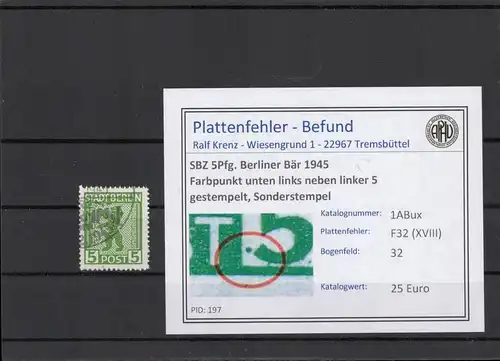 STADT BERLIN
5 POST 5
Plattenfehler - Befund
Ralf Krenz - Wiesengrund 1 - 22967 Tremsbüttel
SBZ 5Pfg. Berliner Bär 1945
Farbpunkt unten links neben linker 5
gestempelt, Sonderstempel
Katalognummer: 1ABux
Plattenfehler: F32 (XVIII)
Bogenfeld: 32
Katalogwert: 25 Euro
PID: 197